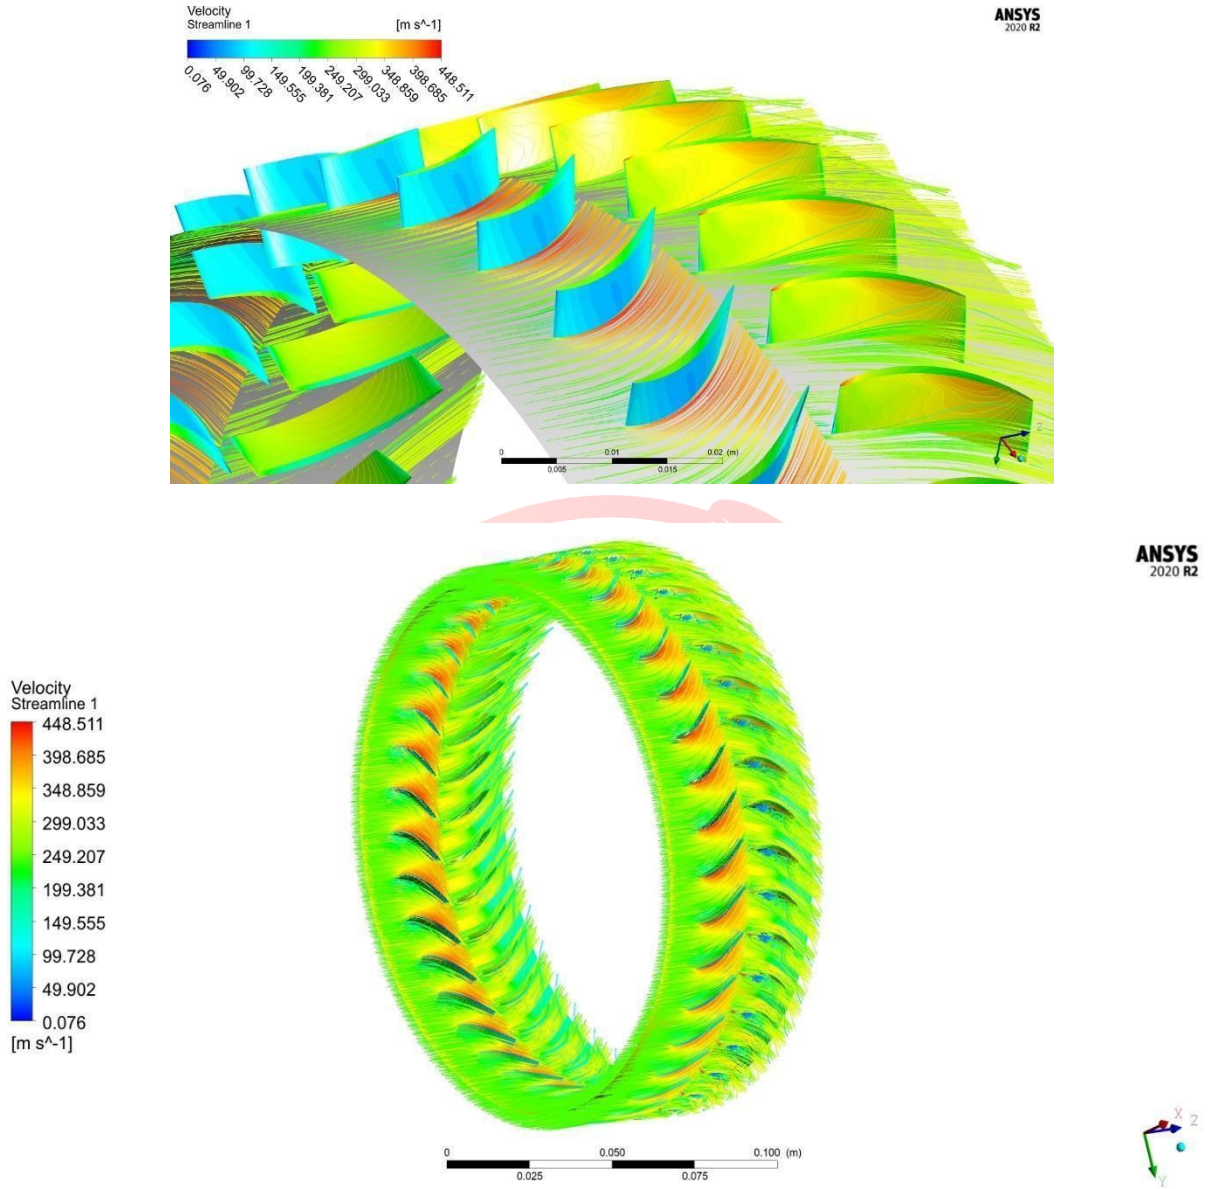 Velocity
Streamline 1
[m s^-1]
0.076
49.902
99.728
149.555
199.381
249.207
299.033
348.859
398.685
448.511
ANSYS
2020 R2
0 0.01 0.02 (m)
0.005 0.015
Z
ANSYS
2020 R2
Velocity
Streamline 1
448.511
398.685
348.859
299.033
249.207
199.381
149.555
99.728
49.902
0.076
[m s^-1]
0 0.050 0.100 (m)
0.025 0.075
X Z
Y